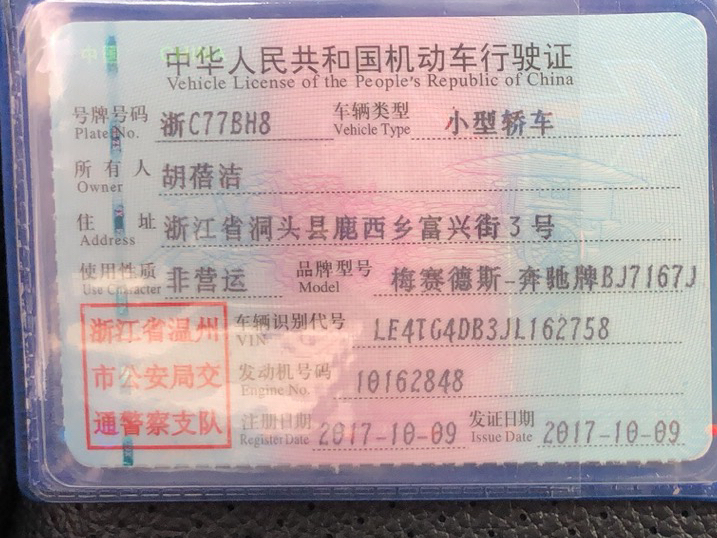 中华人民共和国机动车行驶证
Vehicle License of the People's Republic of China
号牌号码 浙C77BH8 车辆类型 小型轿车
Plate No. Vehicle Type
所有人 胡蓓洁
Owner
住址 浙江省洞头县鹿西乡富兴街3号
Address
使用性质 非营运 品牌型号 梅赛德斯-奔驰牌BJ7167J
Use Character Model
浙江省温州 车辆识别代号 LE4TG4DB3JL162758
VIN
市公安局交 发动机号码 10162848
Engine No.
通警察支队 注册日期 2017-10-09 发证日期 2017-10-09
Register Date Issue Date